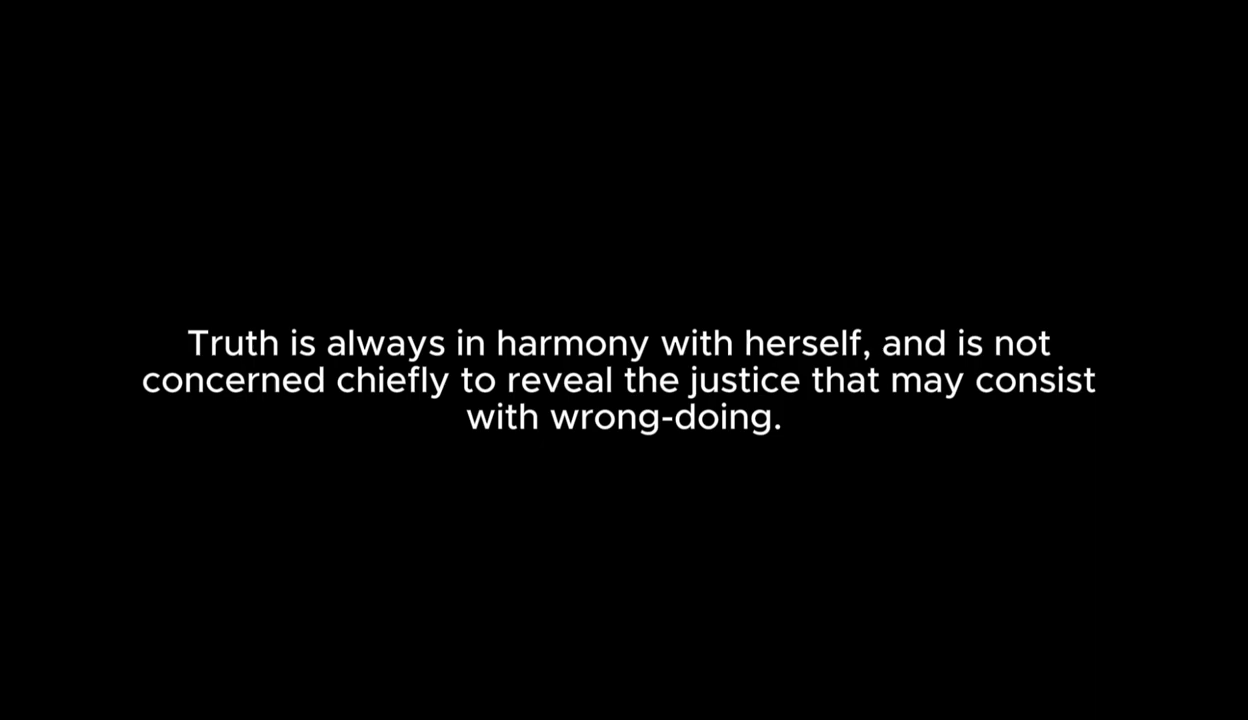 Truth is always in harmony with herself, and is not
concerned chiefly to reveal the justice that may consist
with wrong-doing.